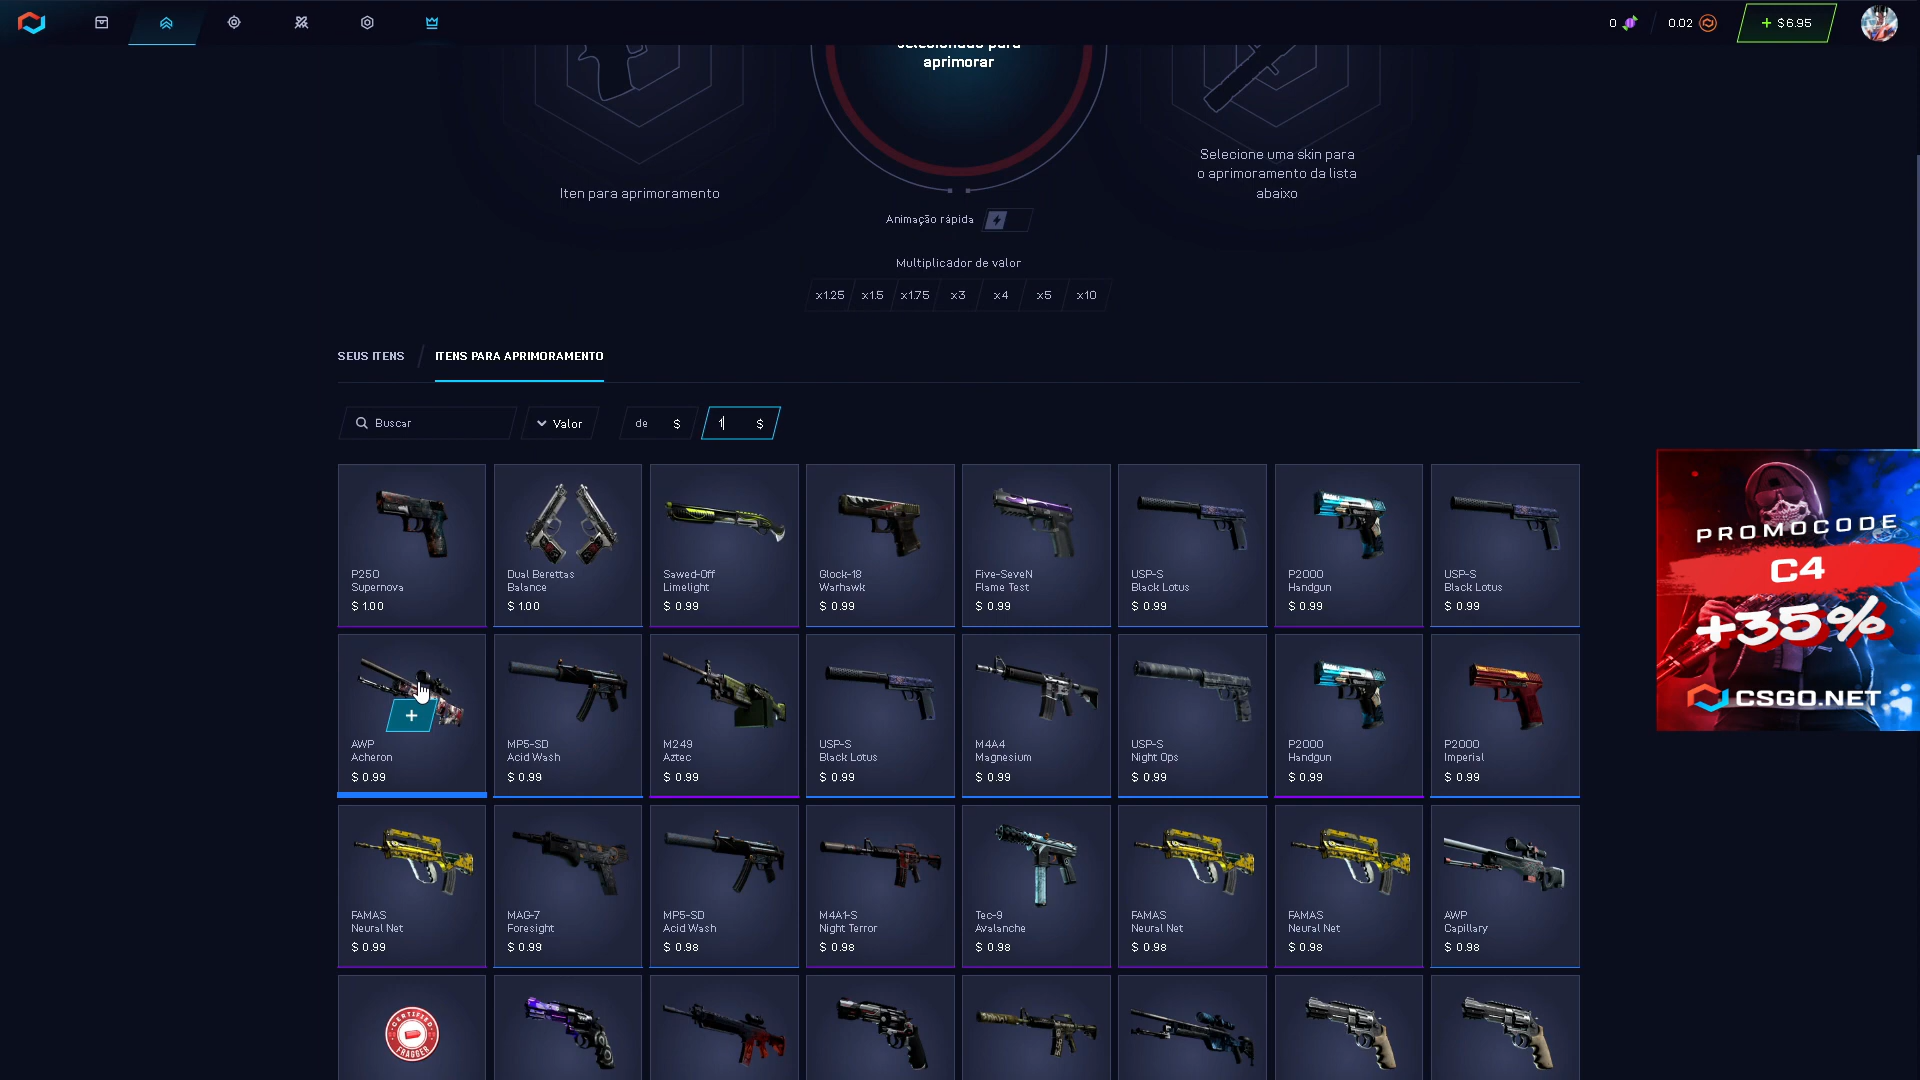 0
0.02
+ $6.95
selecionado para
aprimorar
Iten para aprimoramento
Selecione uma skin para
o aprimoramento da lista
abaixo
Animação rápida
Multiplicador de valor
x1.25 x1.5 x1.75 x3 x4 x5 x10
SEUS ITENS
ITENS PARA APRIMORAMENTO
Buscar
Valor
de $
1 $
P250
Supernova
$ 1.00
Dual Berettas
Balance
$ 1.00
Sawed-Off
Limelight
$ 0.99
Glock-18
Warhawk
$ 0.99
Five-SeveN
Flame Test
$ 0.99
USP-S
Black Lotus
$ 0.99
P2000
Handgun
$ 0.99
USP-S
Black Lotus
$ 0.99
AWP
Acheron
$ 0.99
MP5-SD
Acid Wash
$ 0.99
M249
Aztec
$ 0.99
USP-S
Black Lotus
$ 0.99
M4A4
Magnesium
$ 0.99
USP-S
Night Ops
$ 0.99
P2000
Handgun
$ 0.99
P2000
Imperial
$ 0.99
FAMAS
Neural Net
$ 0.99
MAG-7
Foresight
$ 0.99
MP5-SD
Acid Wash
$ 0.98
M4A1-S
Night Terror
$ 0.98
Tec-9
Avalanche
$ 0.98
FAMAS
Neural Net
$ 0.98
FAMAS
Neural Net
$ 0.98
AWP
Capillary
$ 0.98
CERTIFIED
FRAGGER
PROMOCODE
C4
+35%
CSGO.NET